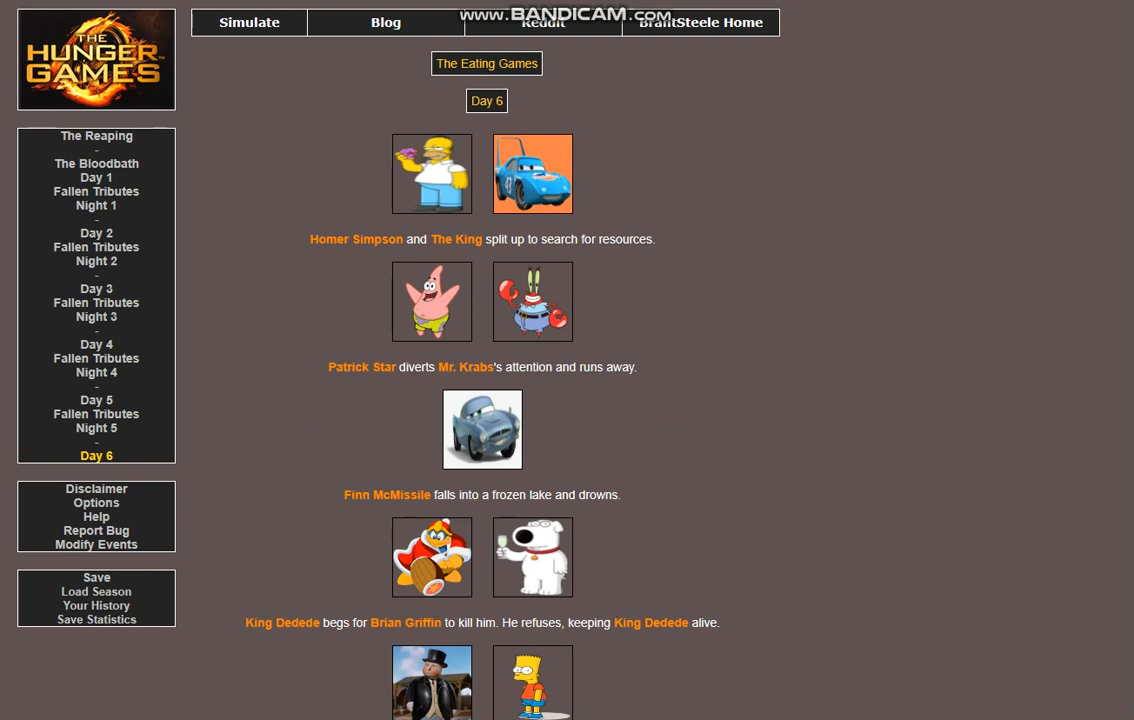 www.BANDICAM.com
THE
HUNGER
GAMES
Simulate
Blog
Reddit
BrantSteele Home
The Eating Games
Day 6
The Reaping
-
The Bloodbath
Day 1
Fallen Tributes
Night 1
-
Day 2
Fallen Tributes
Night 2
-
Day 3
Fallen Tributes
Night 3
-
Day 4
Fallen Tributes
Night 4
-
Day 5
Fallen Tributes
Night 5
-
Day 6
Disclaimer
Options
Help
Report Bug
Modify Events
Save
Load Season
Your History
Save Statistics
Homer Simpson and The King split up to search for resources.
Patrick Star diverts Mr. Krabs's attention and runs away.
Finn McMissile falls into a frozen lake and drowns.
King Dedede begs for Brian Griffin to kill him. He refuses, keeping King Dedede alive.